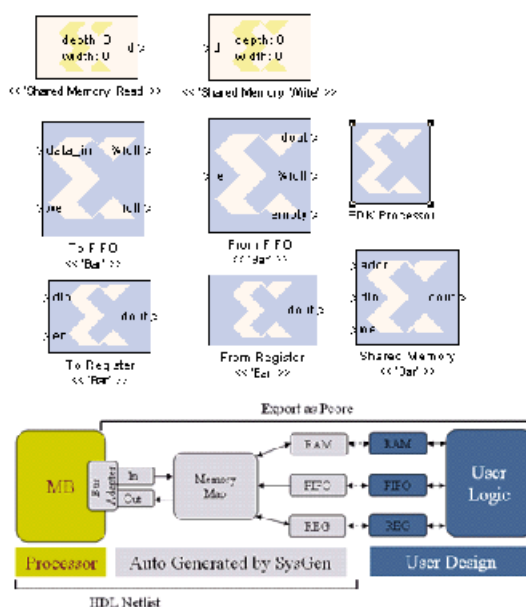 depth: 0
width: 0
d
<< 'Shared Memory' Read >>
depth: 0
width: 0
d
<< 'Shared Memory' Write >>
data_in
%full
we
full
To FIFO
<< 'Bar' >>
dout
re
%full
empty
From FIFO
<< 'Bar' >>
EDK Processor
din
en
dout
To Register
<< 'Bar' >>
dout
From Register
<< 'Bar' >>
addr
din
we
dout
Shared Memory
<< 'Bar' >>
Export as Pcore
MB
Bus Adapter
In
Out
Memory Map
RAM
FIFO
REG
RAM
FIFO
REG
User Logic
Processor
Auto Generated by SysGen
User Design
HDL Netlist